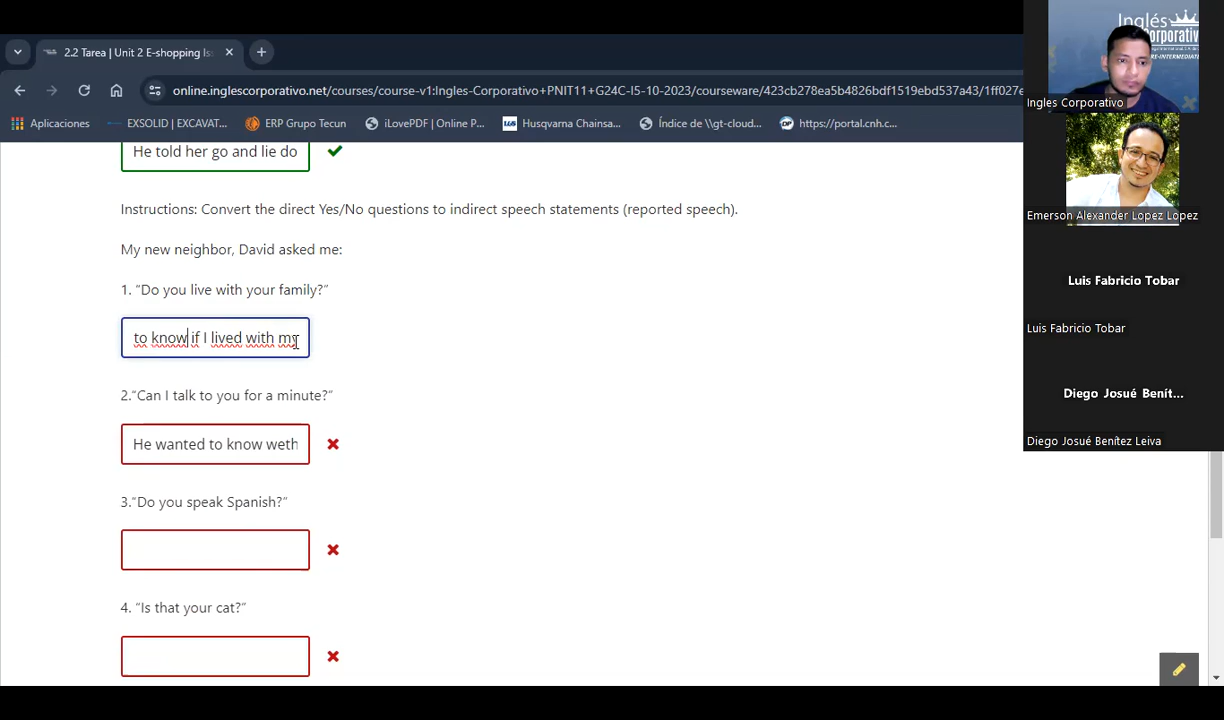 2.2 Tarea | Unit 2 E-shopping Is
online.inglescorporativo.net/courses/course-v1:Ingles-Corporativo+PNIT11+G24C-I5-10-2023/courseware/423cb278ea5b4826bdf1519ebd537a43/1ff027e
Aplicaciones
EXSOLID | EXCAVAT...
ERP Grupo Tecun
iLovePDF | Online P...
Husqvarna Chainsa...
Índice de \\gt-cloud...
https://portal.cnh.c...
He told her go and lie do
Instructions: Convert the direct Yes/No questions to indirect speech statements (reported speech).
My new neighbor, David asked me:
1. "Do you live with your family?"
to know if I lived with my
2."Can I talk to you for a minute?"
He wanted to know weth
3."Do you speak Spanish?"
4. "Is that your cat?"
Inglés
Corporativo
Ingles Corporativo
Emerson Alexander Lopez Lopez
Luis Fabricio Tobar
Luis Fabricio Tobar
Diego Josué Benít...
Diego Josué Benítez Leiva